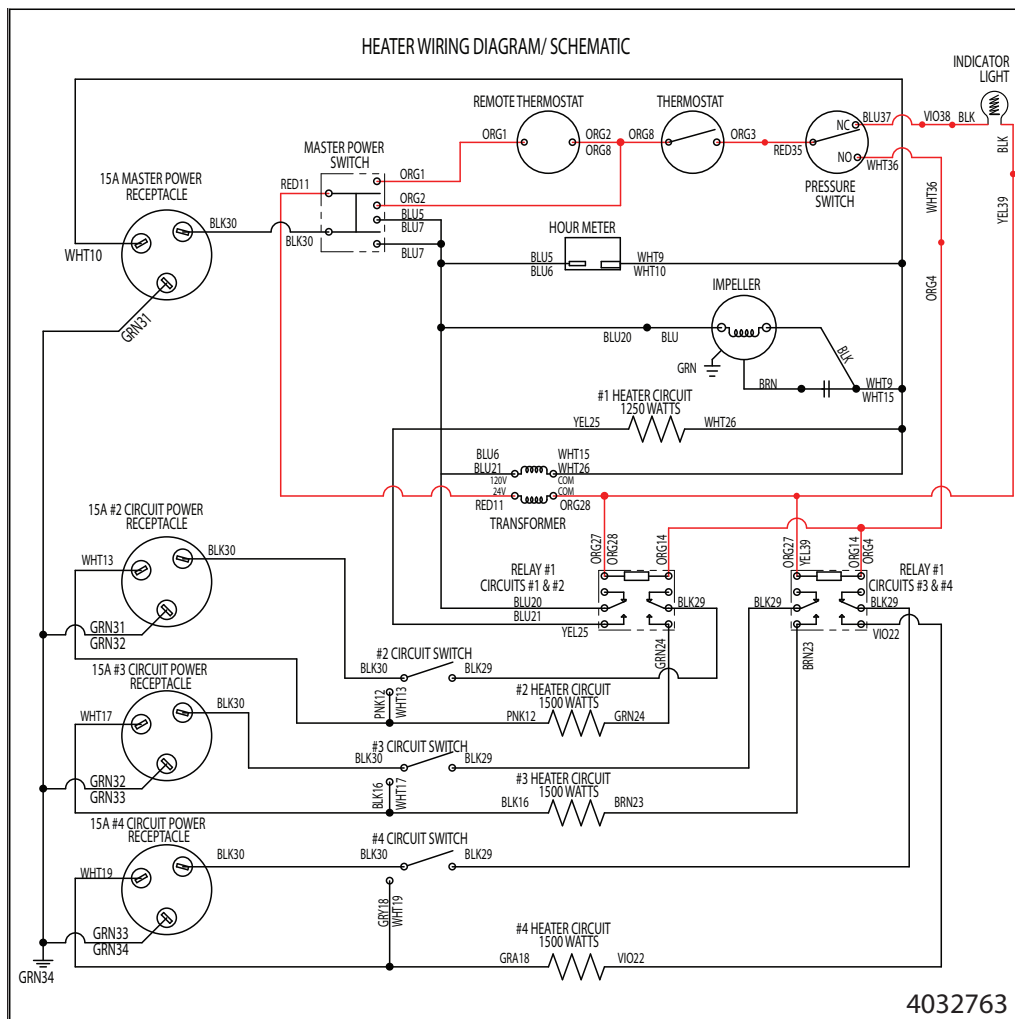 HEATER WIRING DIAGRAM/ SCHEMATIC
INDICATOR
LIGHT
REMOTE THERMOSTAT
THERMOSTAT
NC
BLU37
VIO38
BLK
BLK
ORG1
ORG2
ORG8
ORG8
ORG3
RED35
NO
WHT36
PRESSURE
SWITCH
WHT36
YEL39
ORG4
MASTER POWER
SWITCH
15A MASTER POWER
RECEPTACLE
RED11
ORG1
ORG2
BLU5
BLU7
BLU7
BLK30
BLK30
WHT10
GRN31
HOUR METER
BLU5
BLU6
WHT9
WHT10
IMPELLER
BLU20
BLU
GRN
BLK
BRN
WHT9
WHT15
#1 HEATER CIRCUIT
1250 WATTS
YEL25
WHT26
BLU6
BLU21
120V
24V
RED11
WHT15
WHT26
COM
COM
ORG28
TRANSFORMER
15A #2 CIRCUIT POWER
RECEPTACLE
WHT13
BLK30
GRN31
GRN32
RELAY #1
CIRCUITS #1 & #2
ORG27
ORG28
ORG14
BLU20
BLU21
YEL25
BLK29
GRN24
ORG27
YEL39
ORG14
ORG4
RELAY #1
CIRCUITS #3 & #4
BLK29
BLK29
VIO22
BRN23
#2 CIRCUIT SWITCH
BLK30
BLK29
PNK12
WHT13
#2 HEATER CIRCUIT
1500 WATTS
PNK12
GRN24
15A #3 CIRCUIT POWER
RECEPTACLE
WHT17
BLK30
GRN32
GRN33
#3 CIRCUIT SWITCH
BLK30
BLK29
BLK16
WHT17
#3 HEATER CIRCUIT
1500 WATTS
BLK16
BRN23
15A #4 CIRCUIT POWER
RECEPTACLE
WHT19
BLK30
GRN33
GRN34
GRN34
#4 CIRCUIT SWITCH
BLK30
BLK29
GRY18
WHT19
#4 HEATER CIRCUIT
1500 WATTS
GRA18
VIO22
4032763